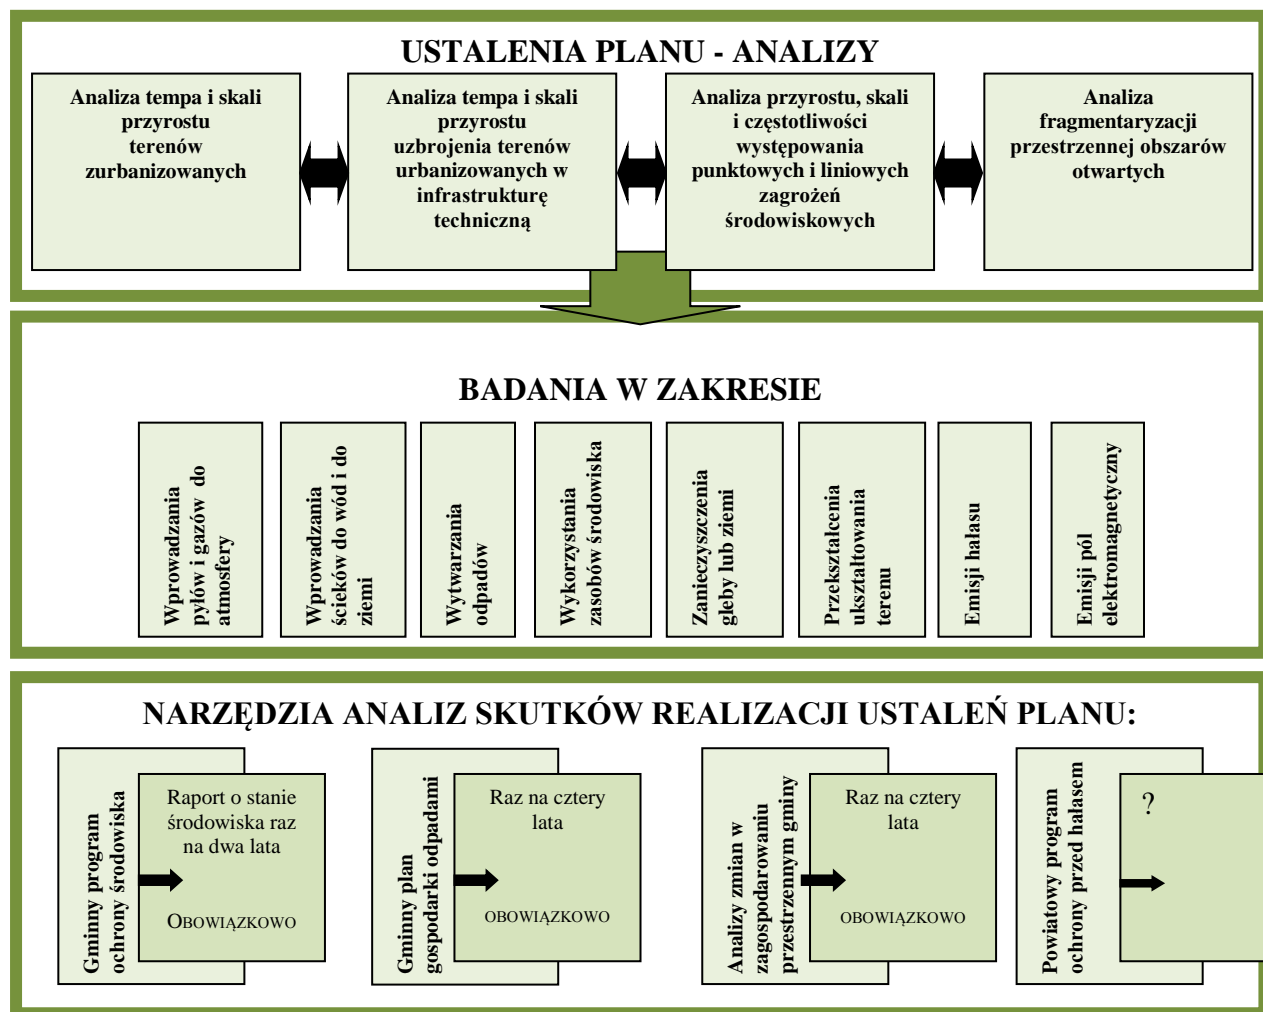 USTALENIA PLANU - ANALIZY
Analiza tempa i skali
przyrostu
terenów
zurbanizowanych
Analiza tempa i skali
przyrostu
uzbrojenia terenów
urbanizowanych w
infrastrukturę
techniczną
Analiza przyrostu, skali
i częstotliwości
występowania
punktowych i liniowych
zagrożeń
środowiskowych
Analiza
fragmentaryzacji
przestrzennej obszarów
otwartych
BADANIA W ZAKRESIE
Wprowadzania
pyłów i gazów do
atmosfery
Wprowadzania
ścieków do wód i do
ziemi
Wytwarzania
odpadów
Wykorzystania
zasobów środowiska
Zanieczyszczenia
gleby lub ziemi
Przekształcenia
ukształtowania
terenu
Emisji hałasu
Emisji pól
elektromagnetyczny
NARZĘDZIA ANALIZ SKUTKÓW REALIZACJI USTALEŃ PLANU:
Gminny program
ochrony środowiska
Raport o stanie
środowiska raz
na dwa lata
OBOWIĄZKOWO
Gminny plan
gospodarki odpadami
Raz na cztery
lata
OBOWIĄZKOWO
Analizy zmian w
zagospodarowaniu
przestrzennym gminy
Raz na cztery
lata
OBOWIĄZKOWO
Powiatowy program
ochrony przed hałasem
?